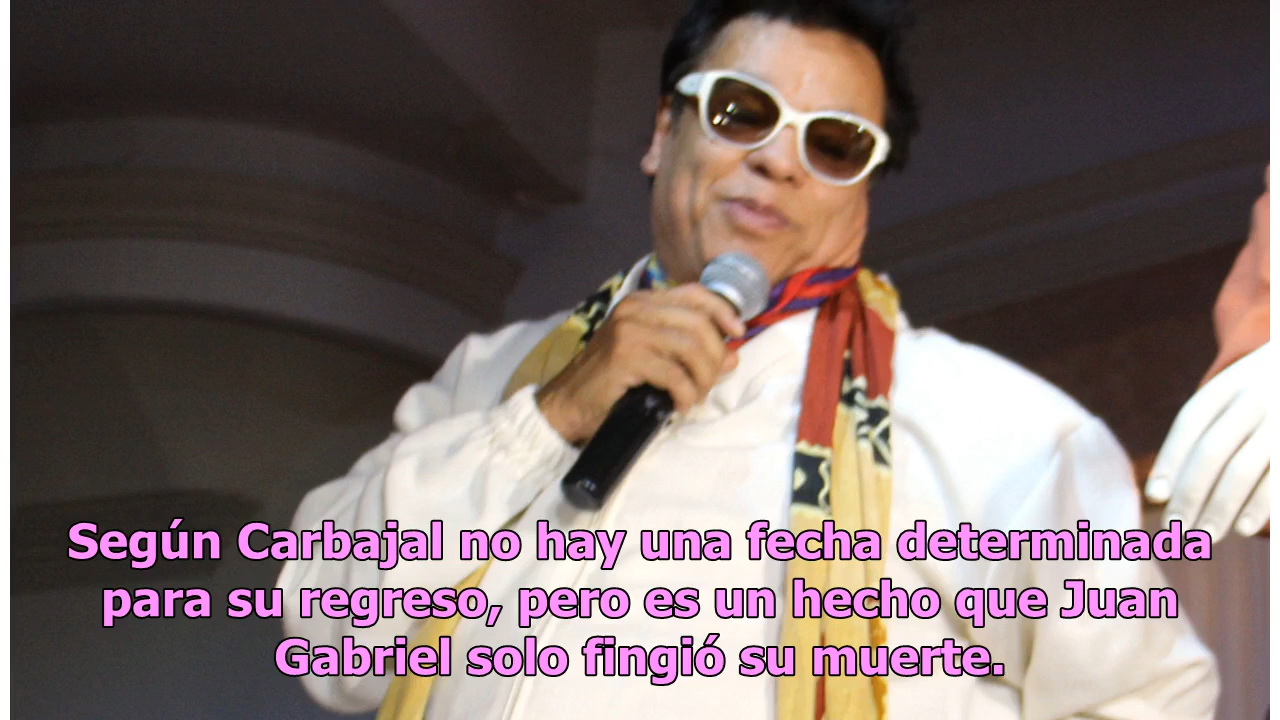 Según Carbajal no hay una fecha determinada
para su regreso, pero es un hecho que Juan
Gabriel solo fingió su muerte.